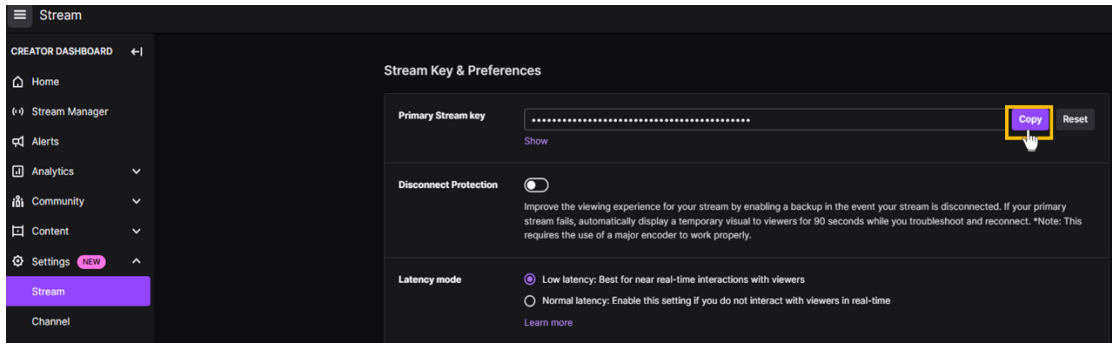 Stream
CREATOR DASHBOARD
Home
Stream Manager
Alerts
Analytics
Community
Content
Settings NEW
Stream
Channel
Stream Key & Preferences
Primary Stream key
•••••••••••••••••••••••••••••••••••••••••••• Copy Reset
Show
Disconnect Protection
Improve the viewing experience for your stream by enabling a backup in the event your stream is disconnected. If your primary
stream fails, automatically display a temporary visual to viewers for 90 seconds while you troubleshoot and reconnect. *Note: This
requires the use of a major encoder to work properly.
Latency mode
Low latency: Best for near real-time interactions with viewers
Normal latency: Enable this setting if you do not interact with viewers in real-time
Learn more